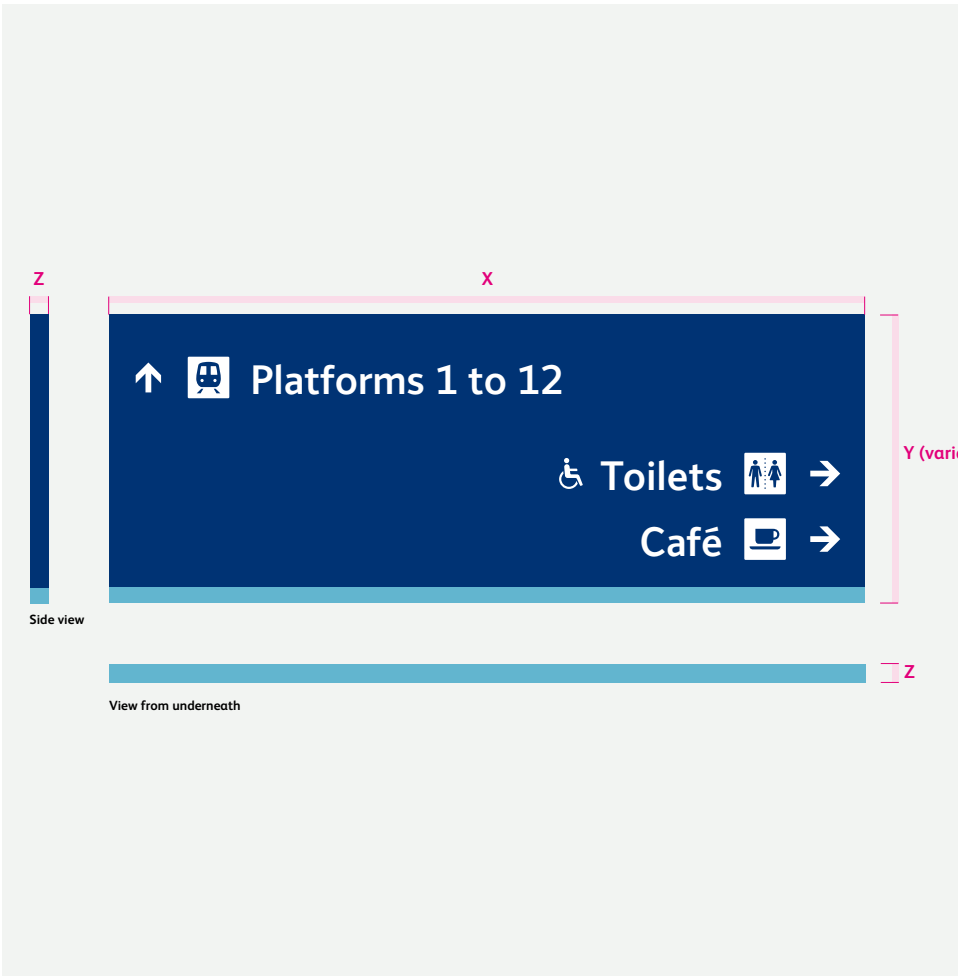 Z
X
Platforms 1 to 12
Toilets
Café
Y
Side view
Z
View from underneath